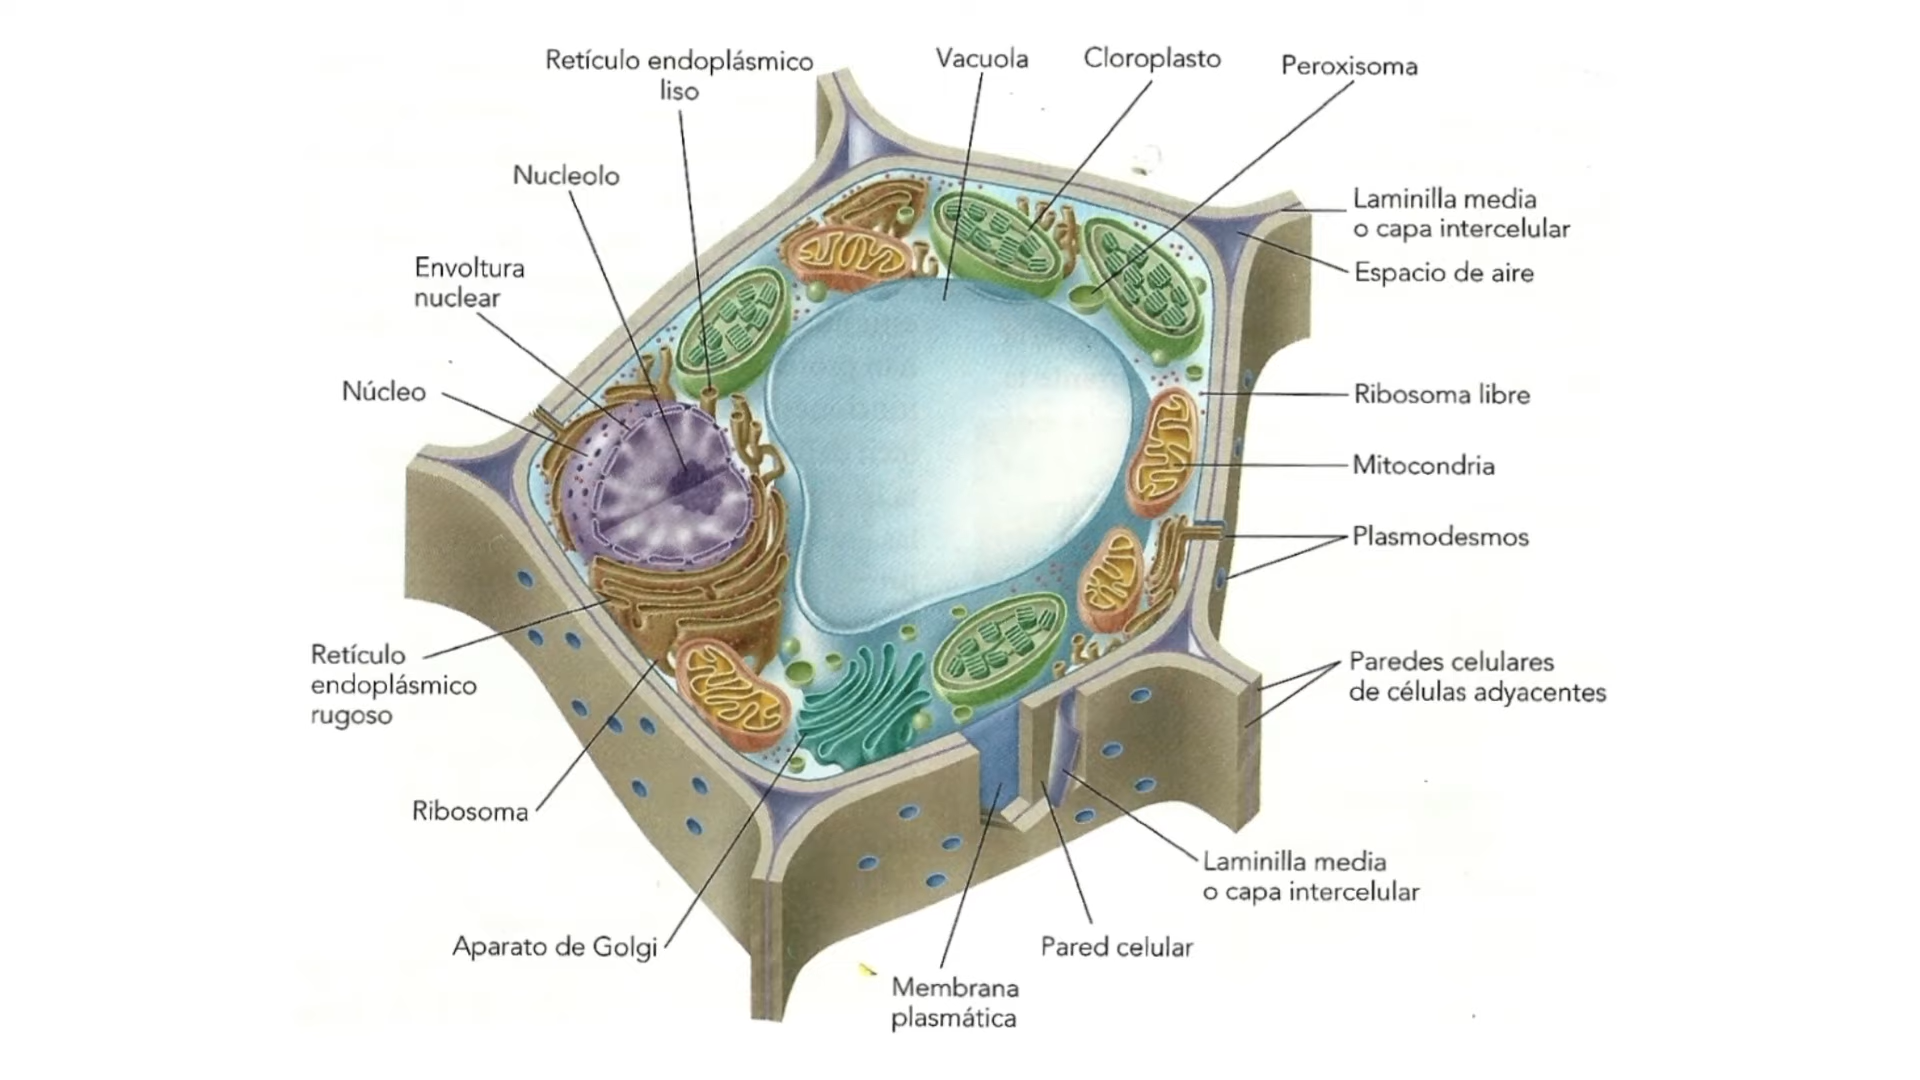 Retículo endoplásmico
liso
Vacuola
Cloroplasto
Peroxisoma
Nucleolo
Laminilla media
o capa intercelular
Envoltura
nuclear
Espacio de aire
Núcleo
Ribosoma libre
Mitocondria
Plasmodesmos
Retículo
endoplásmico
rugoso
Paredes celulares
de células adyacentes
Ribosoma
Laminilla media
o capa intercelular
Aparato de Golgi
Pared celular
Membrana
plasmática